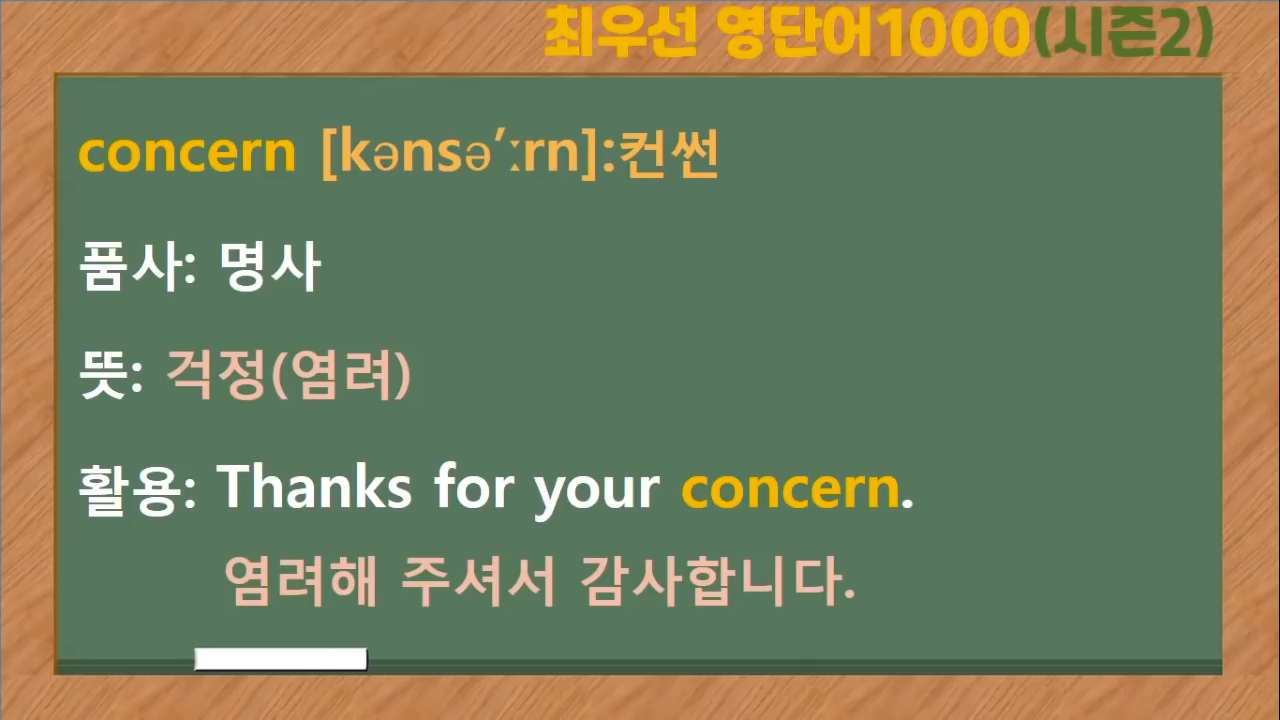 최우선 영단어1000(시즌2)
concern [kənsə′ːrn]:컨썬
품사: 명사
뜻: 걱정(염려)
활용: Thanks for your concern.
염려해 주셔서 감사합니다.